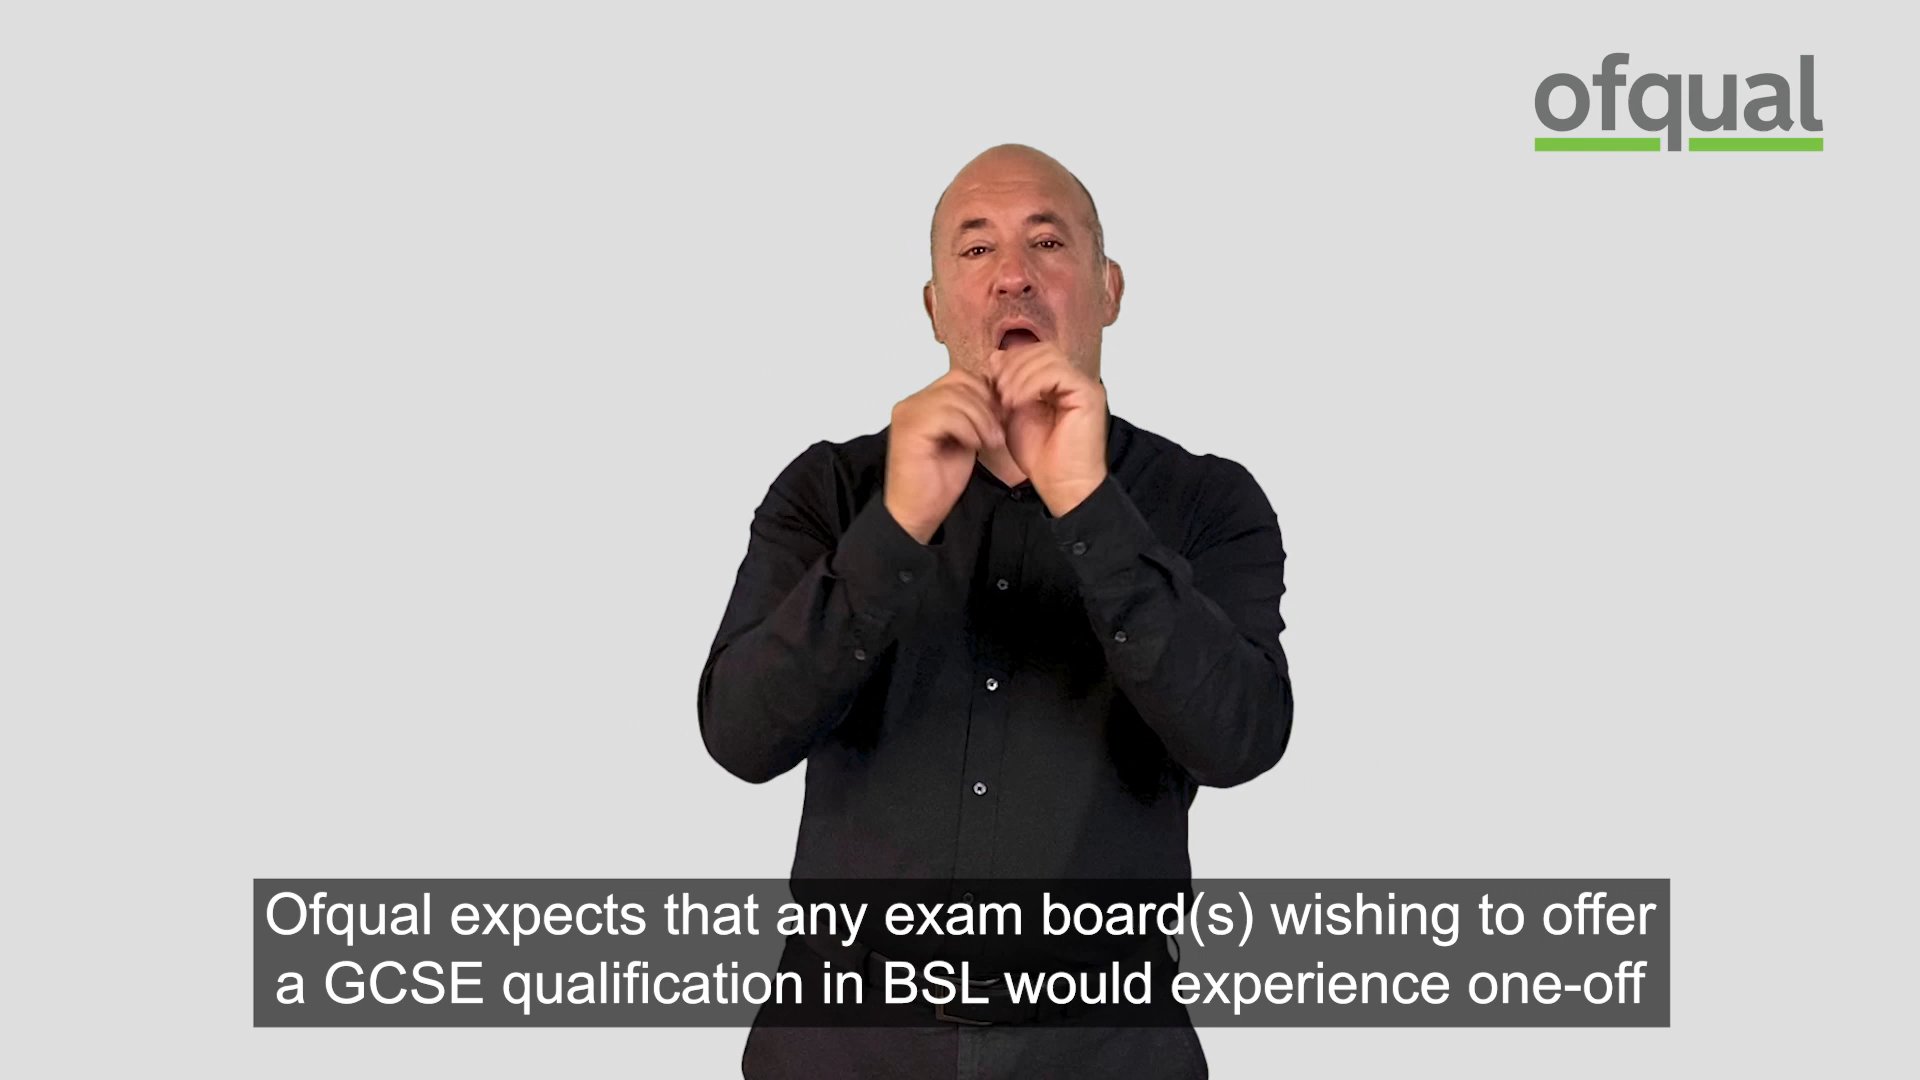 ofqual
Ofqual expects that any exam board(s) wishing to offer
a GCSE qualification in BSL would experience one-off